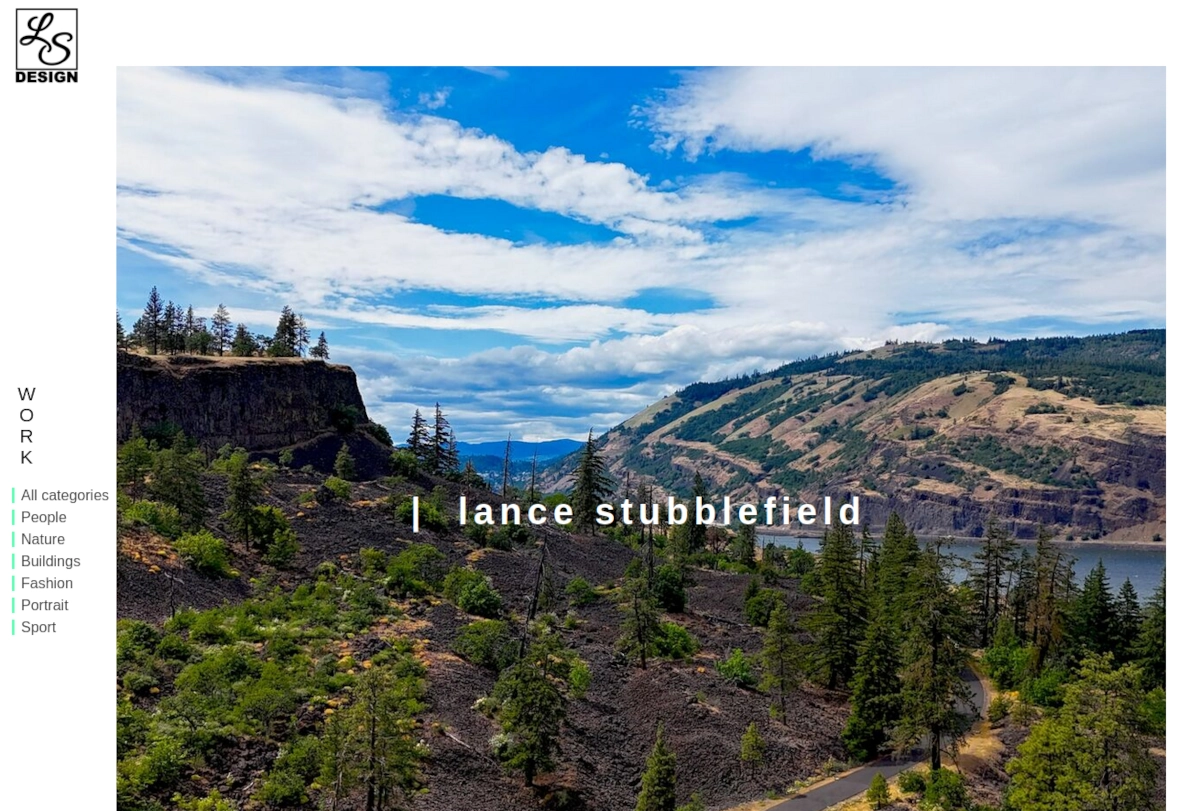 LS
DESIGN
W
O
R
K
All categories
People
Nature
Buildings
Fashion
Portrait
Sport
| lance stubblefield